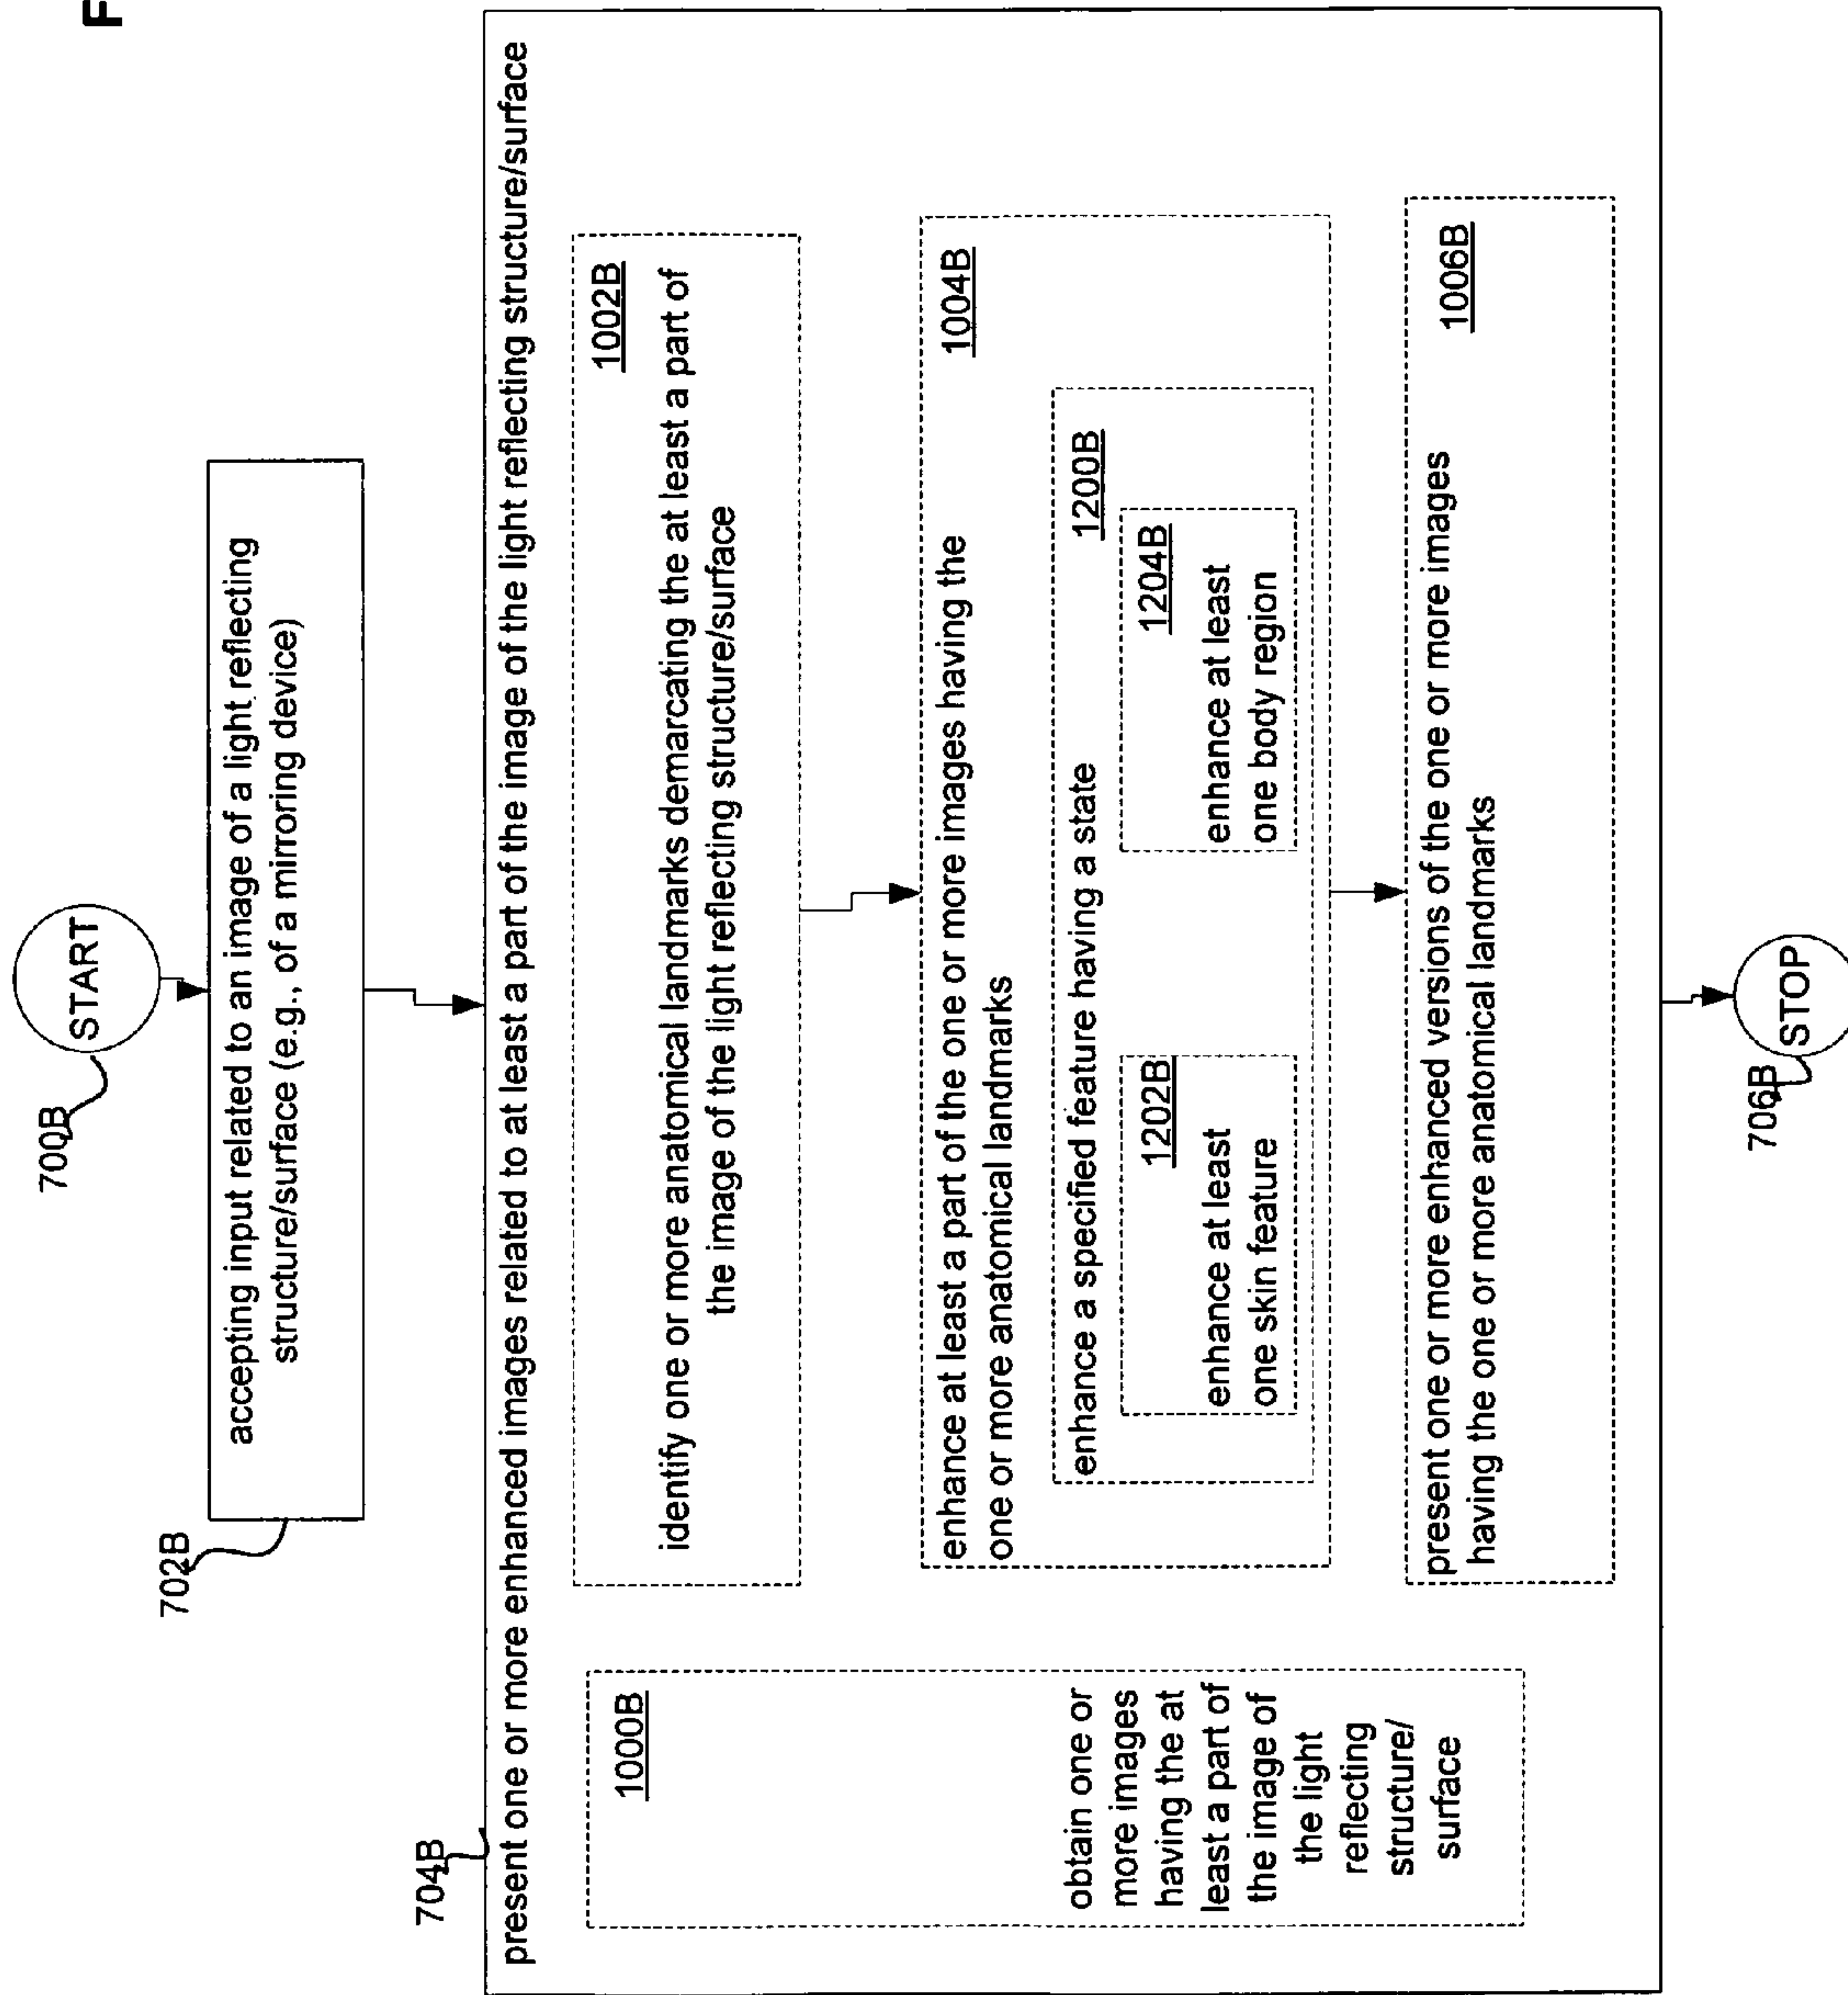 F
700B
START
702B
accepting input related to an image of a light reflecting
structure/surface (e.g., of a mirroring device)
704B
present one or more enhanced images related to at least a part of the image of the light reflecting structure/surface
1000B
obtain one or
more images
having the at
least a part of
the image of
the light
reflecting
structure/
surface
1002B
identify one or more anatomical landmarks demarcating the at least a part of
the image of the light reflecting structure/surface
1004B
enhance at least a part of the one or more images having the
one or more anatomical landmarks
1200B
enhance a specified feature having a state
1202B
enhance at least
one skin feature
1204B
enhance at least
one body region
1006B
present one or more enhanced versions of the one or more images
having the one or more anatomical landmarks
706B
STOP